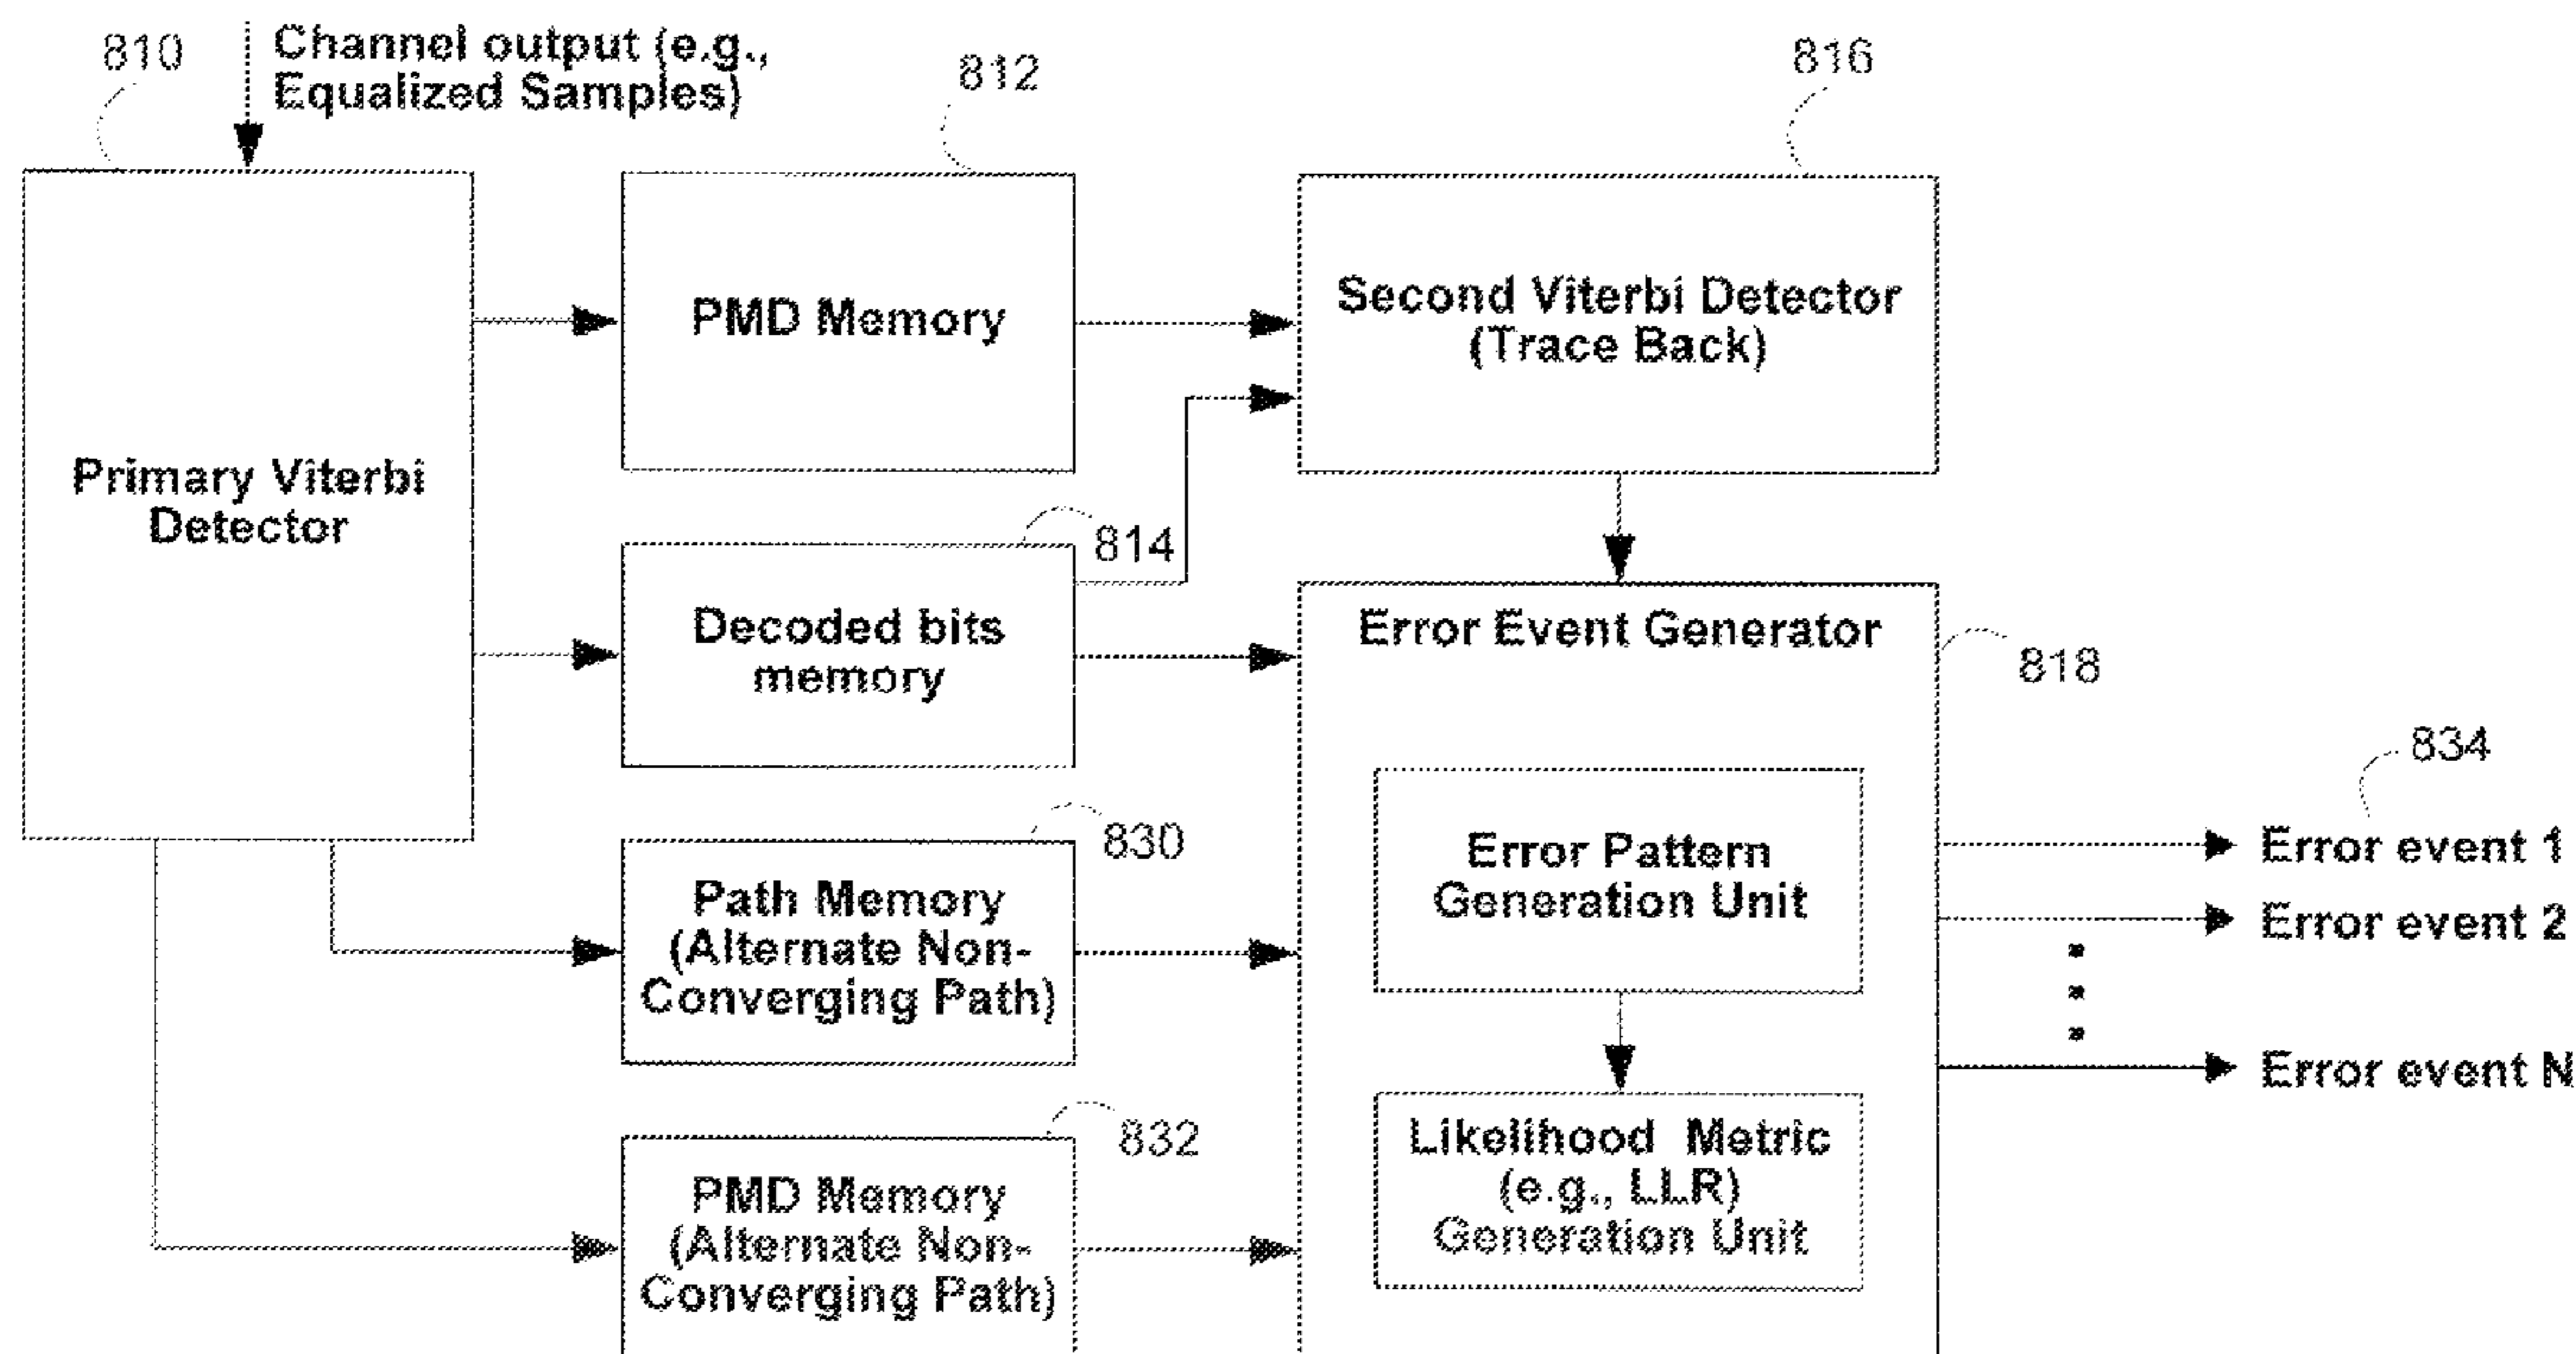 810
Channel output (e.g.,
Equalized Samples)
812
816
Primary Viterbi
Detector
PMD Memory
Second Viterbi Detector
(Trace Back)
814
Decoded bits
memory
Error Event Generator
818
834
830
Path Memory
(Alternate Non-
Converging Path)
Error Pattern
Generation Unit
Error event 1
Error event 2
Error event N
832
PMD Memory
(Alternate Non-
Converging Path)
Likelihood Metric
(e.g., LLR)
Generation Unit